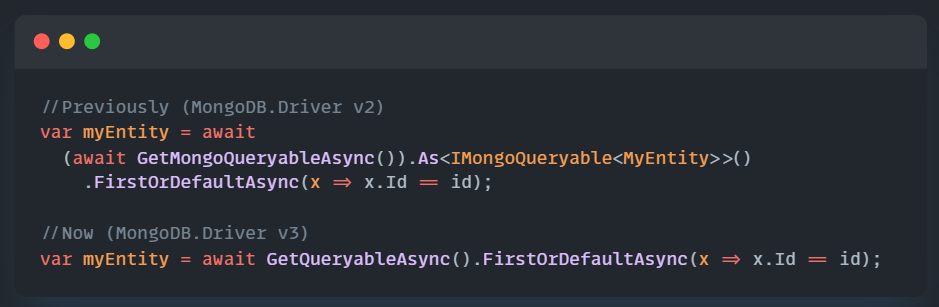 //Previously (MongoDB.Driver v2)
var myEntity = await
(await GetMongoQueryableAsync()).As<IMongoQueryable<MyEntity>>()
.FirstOrDefaultAsync(x => x.Id == id);
//Now (MongoDB.Driver v3)
var myEntity = await GetQueryableAsync().FirstOrDefaultAsync(x => x.Id == id);